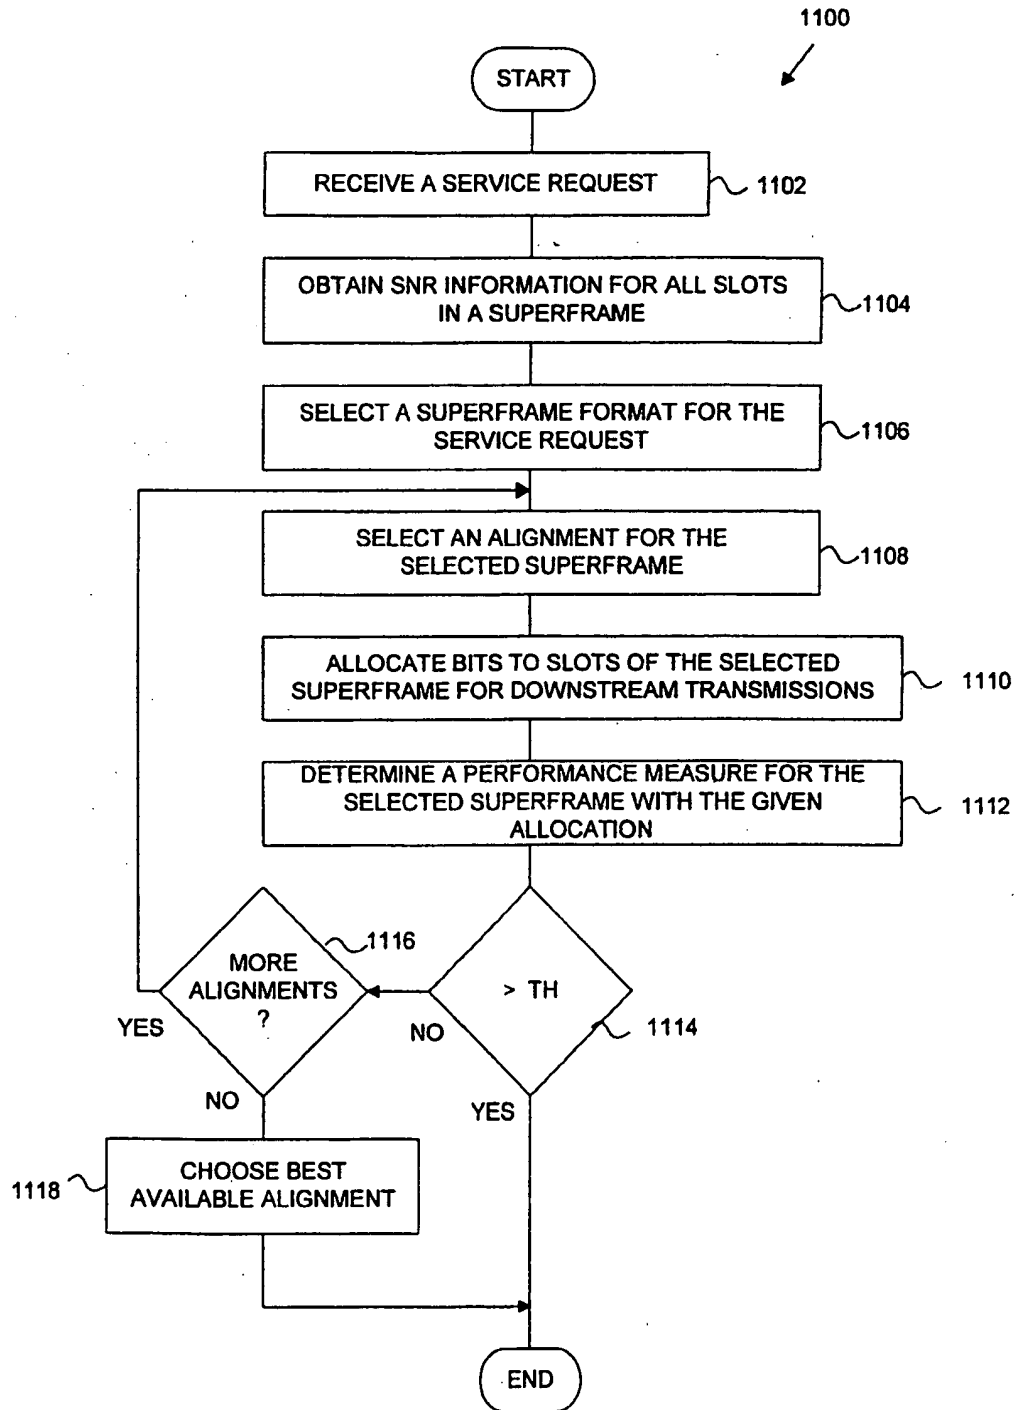 1100
START
RECEIVE A SERVICE REQUEST
1102
OBTAIN SNR INFORMATION FOR ALL SLOTS
IN A SUPERFRAME
1104
SELECT A SUPERFRAME FORMAT FOR THE
SERVICE REQUEST
1106
SELECT AN ALIGNMENT FOR THE
SELECTED SUPERFRAME
1108
ALLOCATE BITS TO SLOTS OF THE SELECTED
SUPERFRAME FOR DOWNSTREAM TRANSMISSIONS
1110
DETERMINE A PERFORMANCE MEASURE FOR THE
SELECTED SUPERFRAME WITH THE GIVEN
ALLOCATION
1112
> TH
1114
NO
YES
MORE
ALIGNMENTS
?
1116
YES
NO
CHOOSE BEST
AVAILABLE ALIGNMENT
1118
END